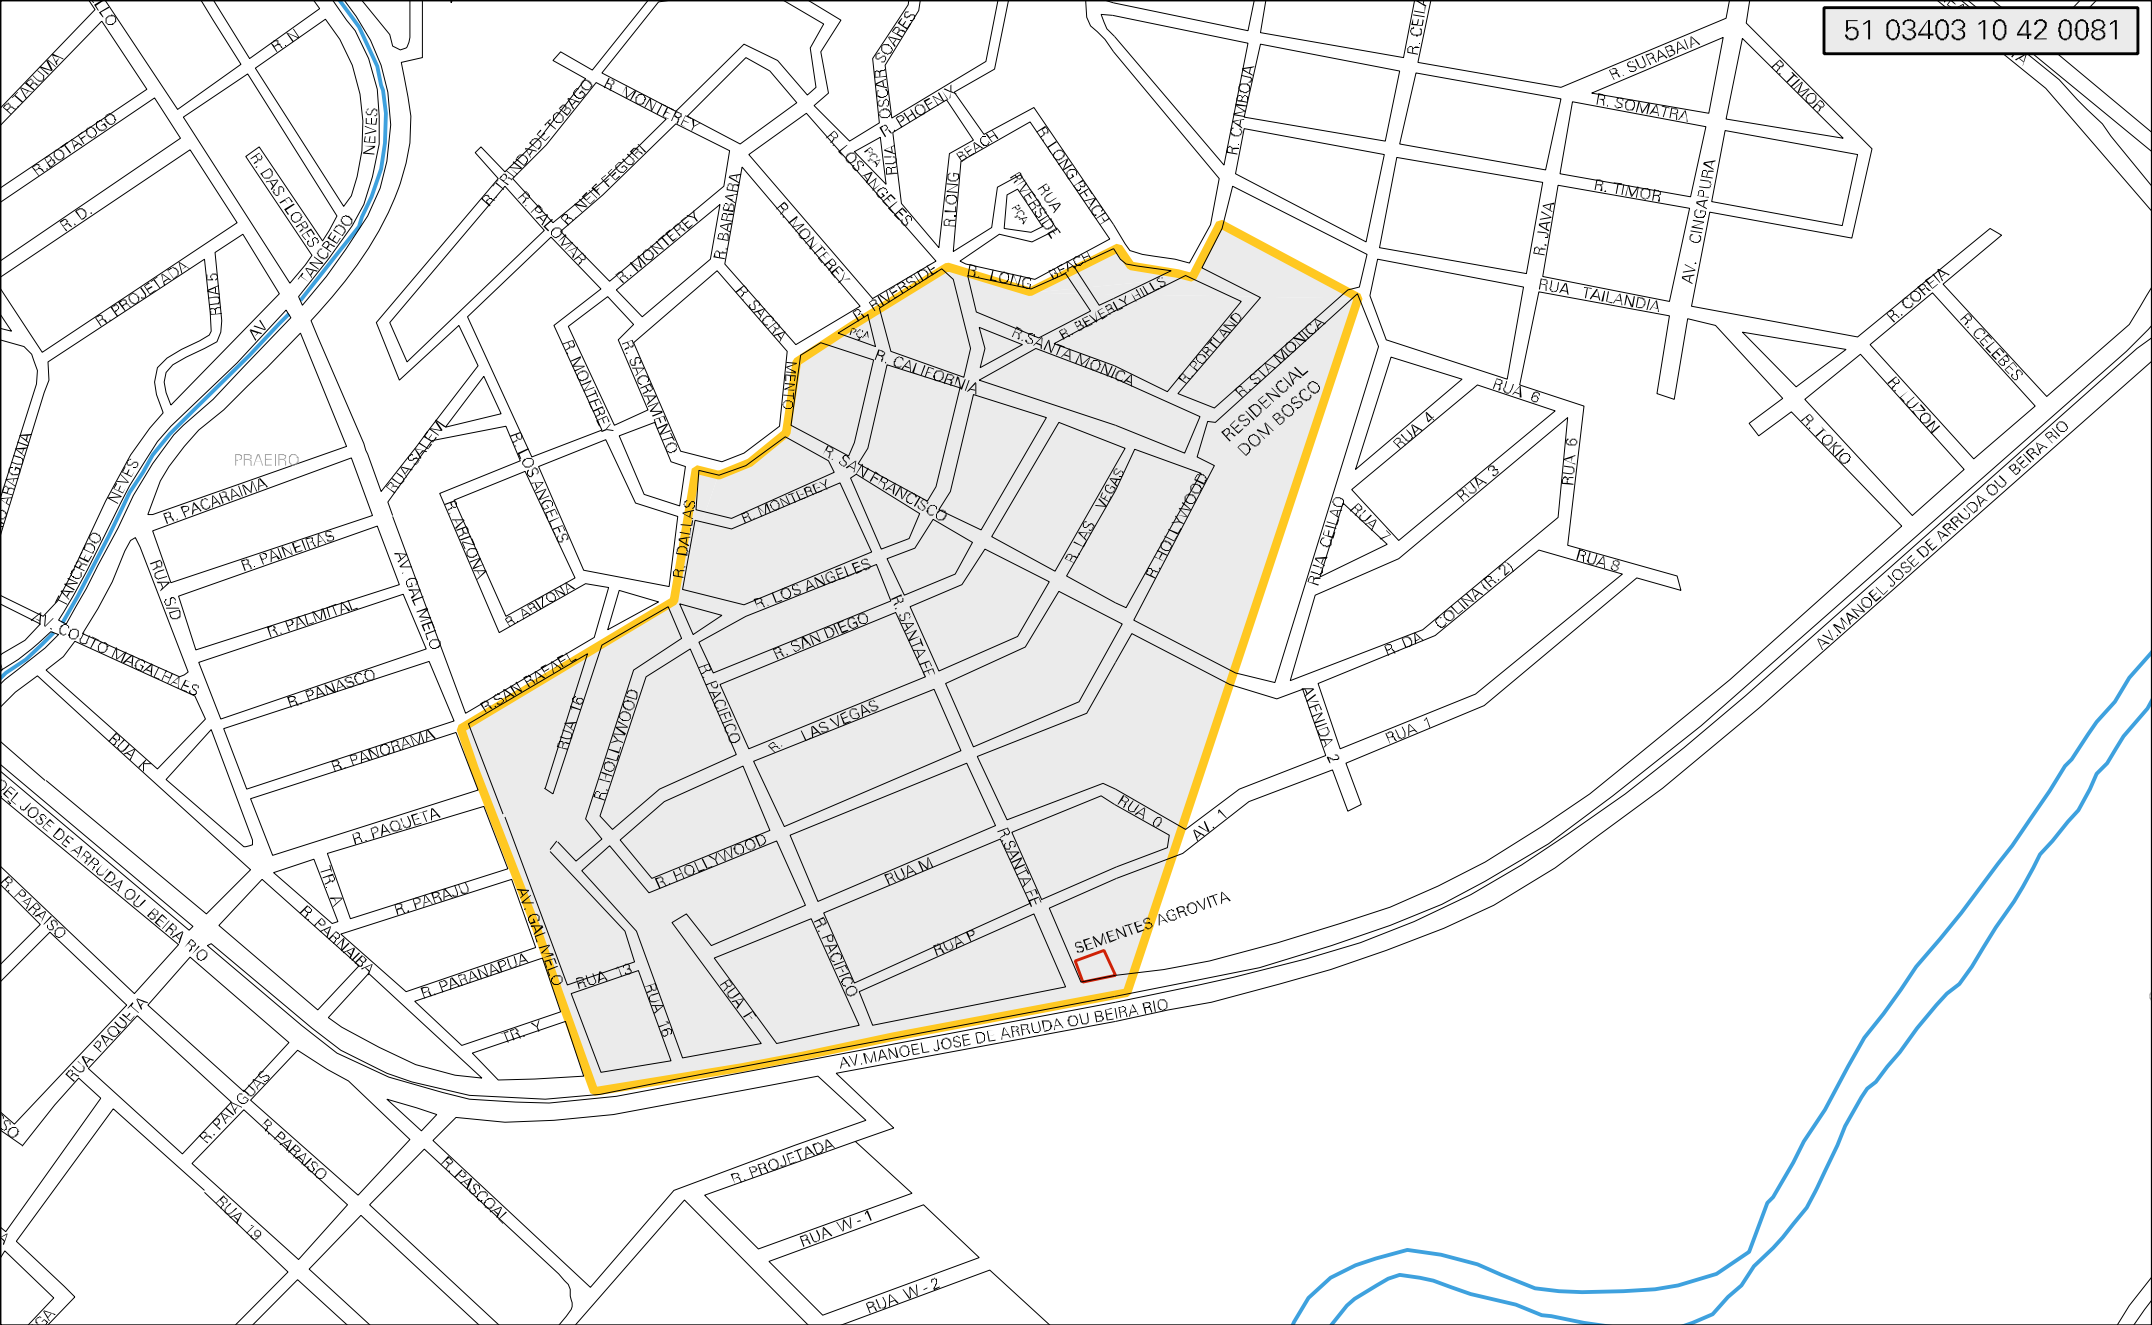 51 03403 10 42 0081
R. N
R TARUMA
R.BOTAFOGO
R. DAS FLORES
R. D.
R. PROJETADA
RUA 5
NEVES
TANCREDO
AV
NEVES
TANCREDO
PRAEIRO
R. PACARAIMA
R. PAINEIRAS
R. PALMITAL
R. PANASCO
R. PANORAMA
R. PAQUETA
R. PARAJU
R. PARANAPUA
TR. Y
TR. A
RUA S/D
AV. COUTO MAGALHAES
RUA K
R. PARNAIBA
R. PARAISO
RUA PAQUETA
R. PAIAGUAS
R. PARAISO
RUA 19
R. PASCOAL
RUA SALEM
AV. GAL MELO
R. TRINDADE TOBAGO
R. MONTEREY
R. NEIF FEGURI
R. PALOMAR
R. MONTEREY
R. BARBARA
R. MONTEREY
R. LOS ANGELES
PÇA
RUA
OSCAR SOARES
R. PHOENIX
BEACH
R.LONG
R. LONG BEACH
RUA
RIVERSIDE
PÇA
R. SACRA
MENTO
R. SACRAMENTO
R. MONTEREY
R. LOS ANGELES
R. ARIZONA
R. ARIZONA
R. DALLAS
R. RIVERSIDE
PÇA
R. LONG BEACH
R. BEVERLY HILLS
R.SANTA MONICA
R. CALIFORNIA
R. PORTLAND
R. STA MONICA
RESIDENCIAL
DOM BOSCO
R. SAN FRANCISCO
R. MONTEREY
R. LAS VEGAS
R. HOLLYWOOD
R. LOS ANGELES
R. SAN DIEGO
R. SANTA FE
R. PACIFICO
R. LAS VEGAS
R.SAN RAFAEL
RUA 16
R. HOLLYWOOD
R. HOLLYWOOD
RUA M
RUA 0
R.SANTA FE
RUA P
R. PACIFICO
RUA 13
RUA 16
AV. GAL MELO
SEMENTES AGROVITA
AV. 1
RUA 1
AVENIDA 2
R. DA COLINA (R. 2)
RUA 8
RUA 6
RUA 6
RUA 4
RUA 3
RUA
RUA CEILAO
R. CAMBOJA
R. SURABAIA
R. SOMATRA
R. TIMOR
R. TIMOR
R. JAVA
AV. CINGAPURA
RUA TAILANDIA
R. COREIA
R. CELEBES
R. LUZON
R. TOKIO
AV.MANOEL JOSE DE ARRUDA OU BEIRA RIO
AV.MANOEL JOSE DL ARRUDA OU BEIRA RIO
R. PROJETADA
RUA W-1
RUA W-2